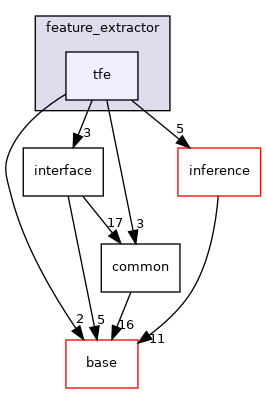 feature_extractor
tfe
3
5
interface
inference
17
3
common
2
5
16
11
base